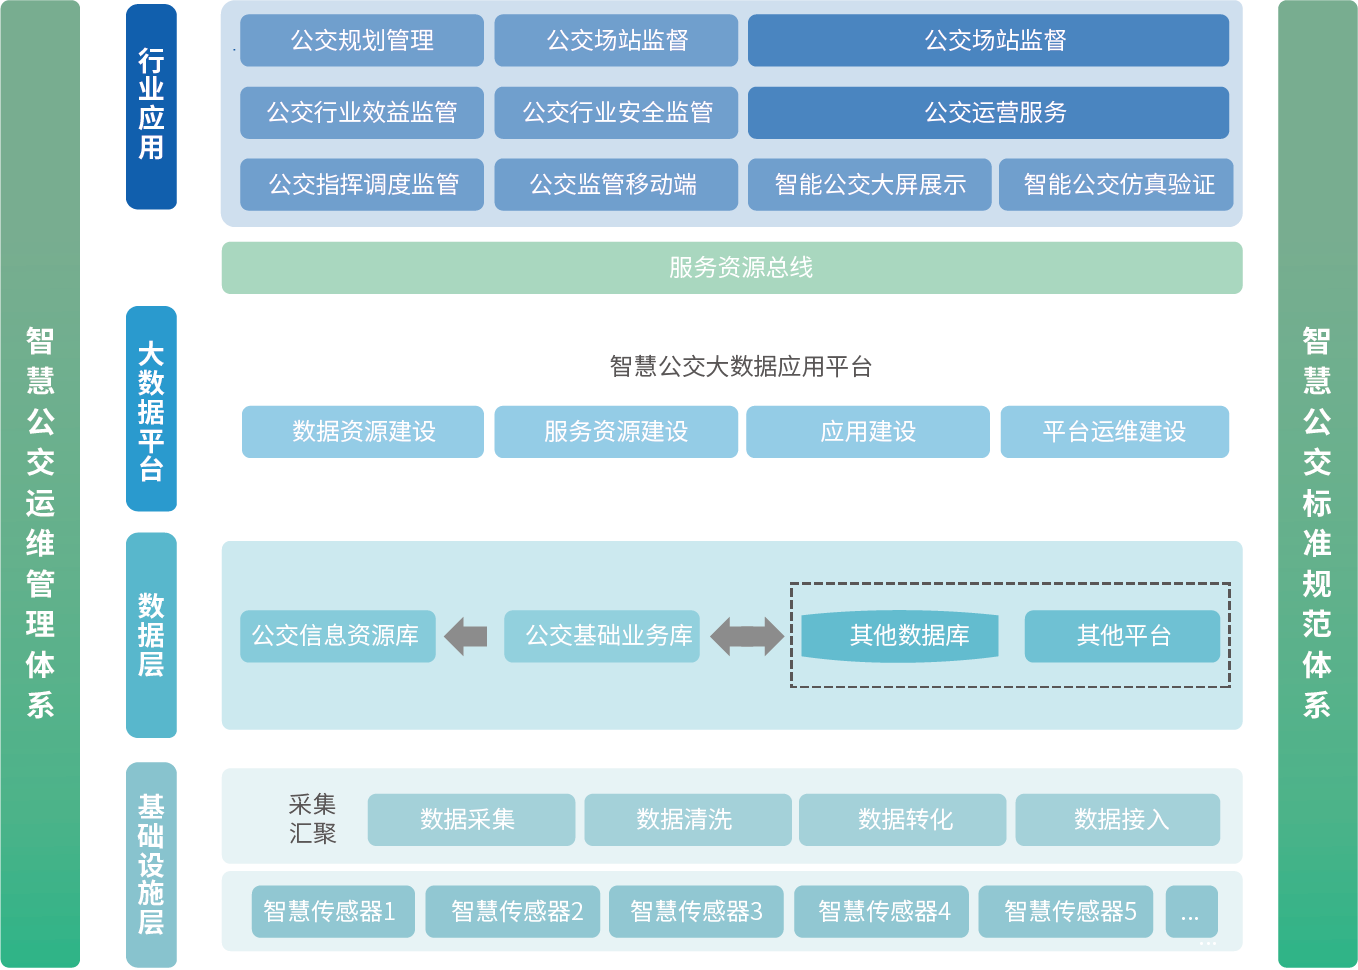 智慧公交运维管理体系
行业应用
公交规划管理
公交场站监督
公交场站监督
公交行业效益监管
公交行业安全监管
公交运营服务
公交指挥调度监管
公交监管移动端
智能公交大屏展示
智能公交仿真验证
服务资源总线
大数据平台
智慧公交大数据应用平台
数据资源建设
服务资源建设
应用建设
平台运维建设
数据层
公交信息资源库
公交基础业务库
其他数据库
其他平台
基础设施层
采集
汇聚
数据采集
数据清洗
数据转化
数据接入
智慧传感器1
智慧传感器2
智慧传感器3
智慧传感器4
智慧传感器5
...
...
智慧公交标准规范体系